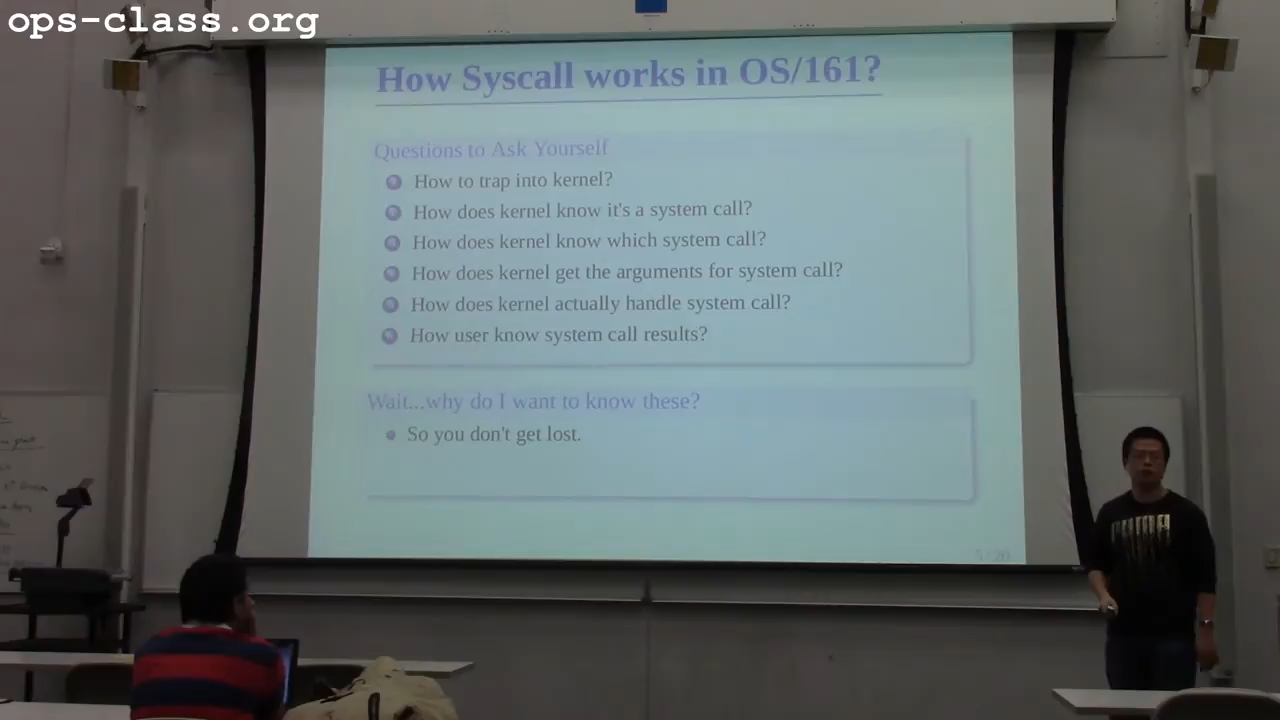 ops-class.org
How Syscall works in OS/161?
Questions to Ask Yourself
How to trap into kernel?
How does kernel know it's a system call?
How does kernel know which system call?
How does kernel get the arguments for system call?
How does kernel actually handle system call?
How user know system call results?
Wait...why do I want to know these?
So you don't get lost.
5 / 20